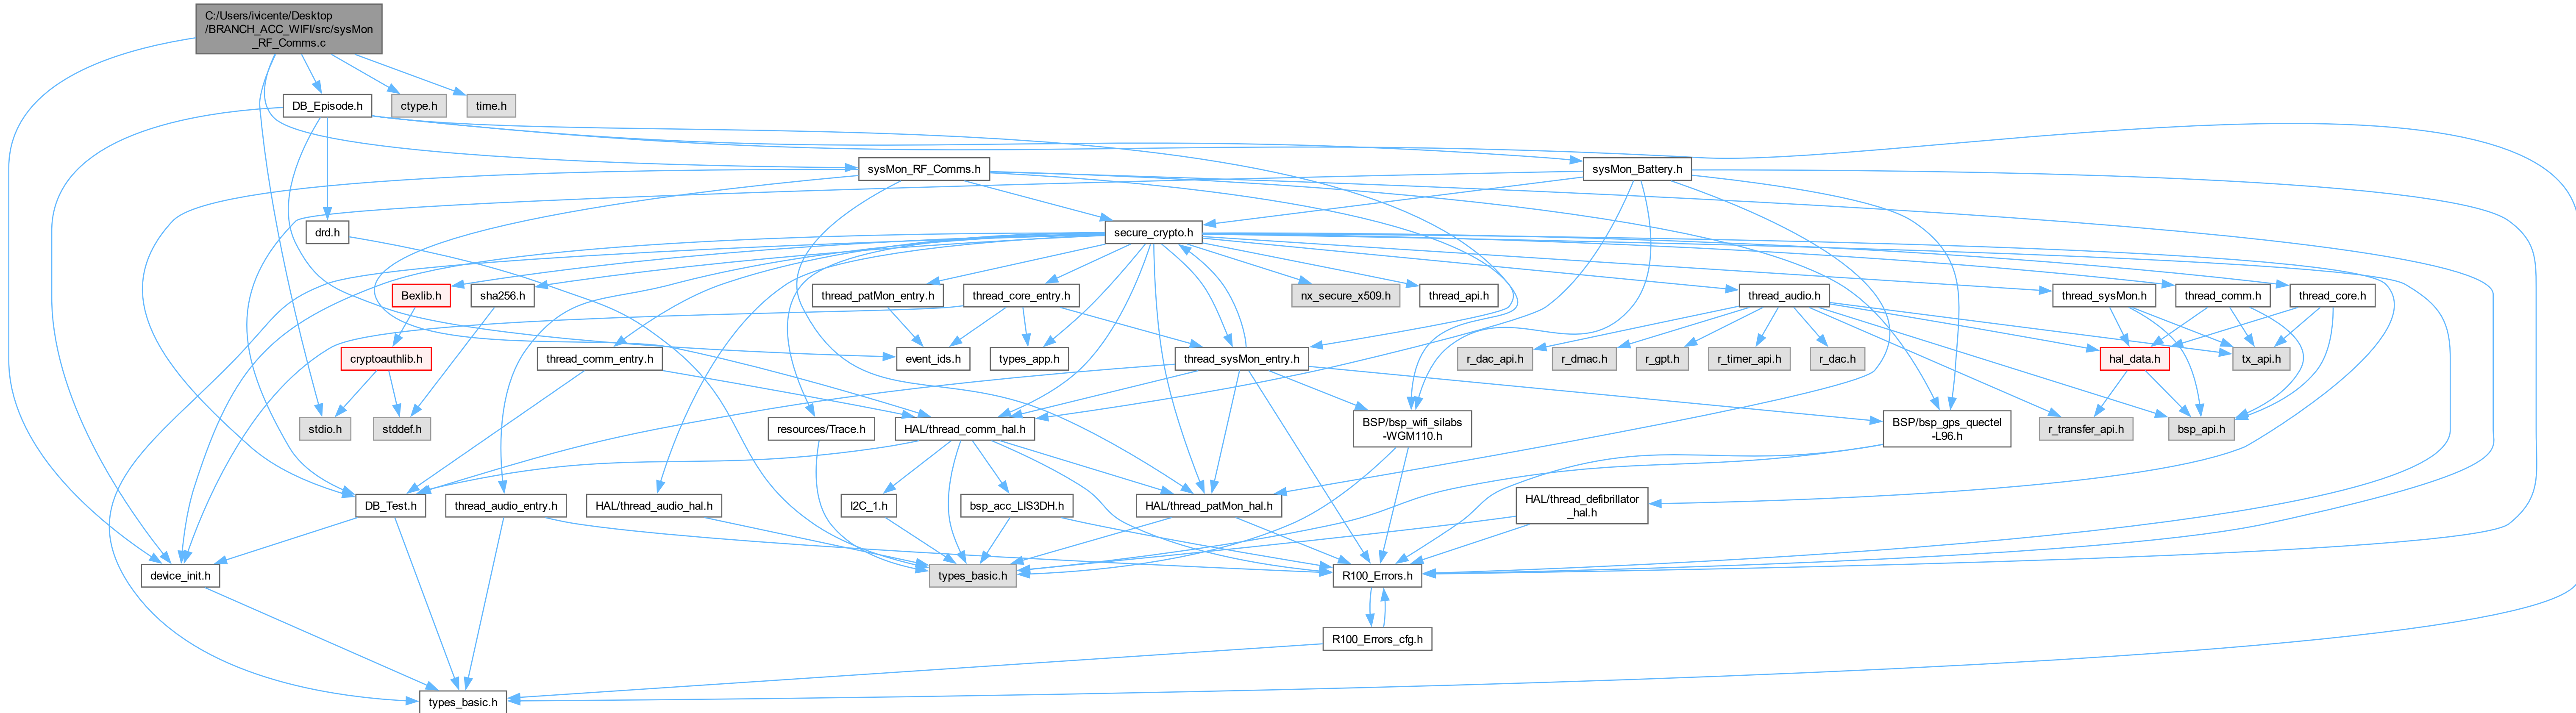 C:/Users/ivicente/Desktop
/BRANCH_ACC_WIFI/src/sysMon
_RF_Comms.c
DB_Episode.h
ctype.h
time.h
sysMon_RF_Comms.h
sysMon_Battery.h
drd.h
secure_crypto.h
Bexlib.h
sha256.h
thread_patMon_entry.h
thread_core_entry.h
nx_secure_x509.h
thread_api.h
thread_audio.h
thread_sysMon.h
thread_comm.h
thread_core.h
cryptoauthlib.h
thread_comm_entry.h
event_ids.h
types_app.h
thread_sysMon_entry.h
r_dac_api.h
r_dmac.h
r_gpt.h
r_timer_api.h
r_dac.h
hal_data.h
tx_api.h
stdio.h
stddef.h
resources/Trace.h
HAL/thread_comm_hal.h
BSP/bsp_wifi_silabs
-WGM110.h
BSP/bsp_gps_quectel
-L96.h
r_transfer_api.h
bsp_api.h
DB_Test.h
thread_audio_entry.h
HAL/thread_audio_hal.h
I2C_1.h
bsp_acc_LIS3DH.h
HAL/thread_patMon_hal.h
HAL/thread_defibrillator
_hal.h
device_init.h
types_basic.h
R100_Errors.h
R100_Errors_cfg.h
types_basic.h